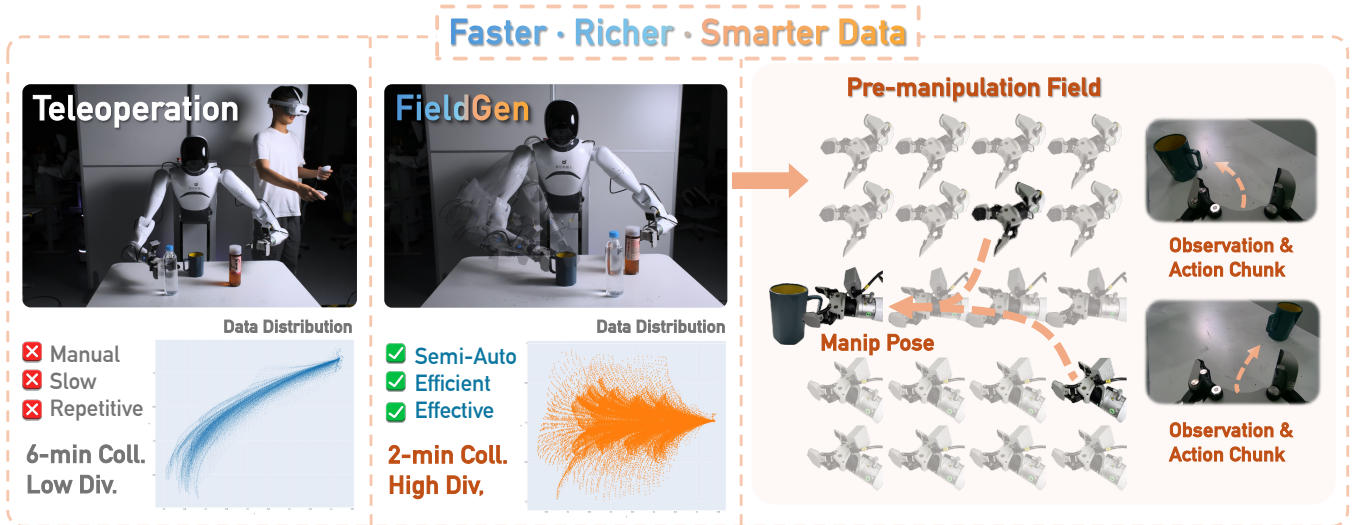 Faster · Richer · Smarter Data
Teleoperation
Data Distribution
Manual
Slow
Repetitive
6-min Coll.
Low Div.
FieldGen
Data Distribution
Semi-Auto
Efficient
Effective
2-min Coll.
High Div,
Pre-manipulation Field
Manip Pose
Observation &
Action Chunk
Observation &
Action Chunk